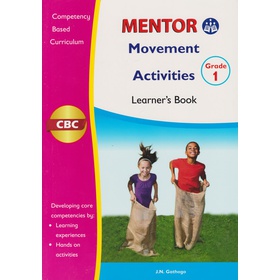 Competency
Based
Curriculum
CBC
Developing core
competencies by:
Learning
experiences
Hands on
activities
MENTOR
Movement
Activities
Grade
1
Learner's Book
J.N. Gathogo